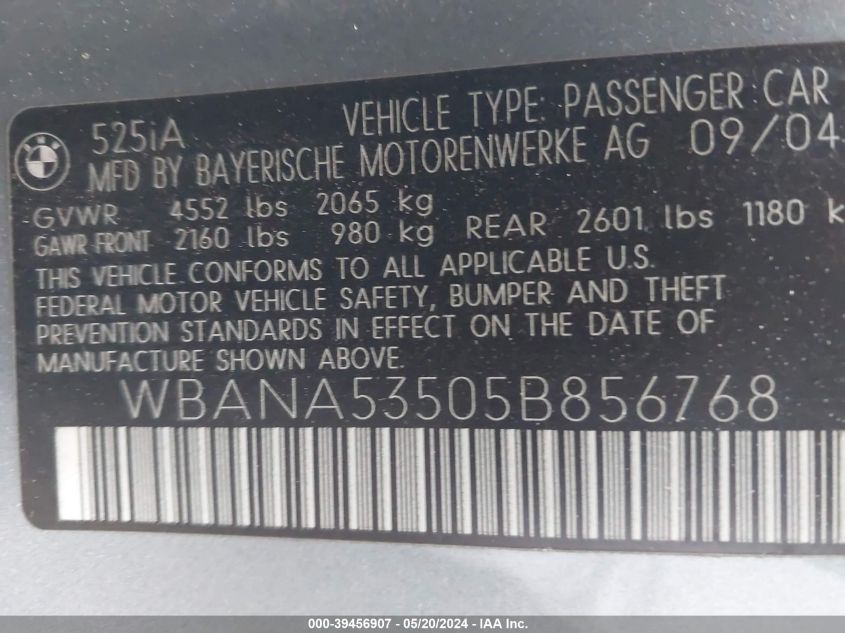 BMW
525iA VEHICLE TYPE: PASSENGER CAR
MFD BY BAYERISCHE MOTORENWERKE AG 09/04
GVWR 4552 lbs 2065 kg
GAWR FRONT 2160 lbs 980 kg REAR 2601 lbs 1180 k
THIS VEHICLE CONFORMS TO ALL APPLICABLE U.S.
FEDERAL MOTOR VEHICLE SAFETY, BUMPER AND THEFT
PREVENTION STANDARDS IN EFFECT ON THE DATE OF
MANUFACTURE SHOWN ABOVE.
WBANA53505B856768
000-39456907 - 05/20/2024 - IAA Inc.